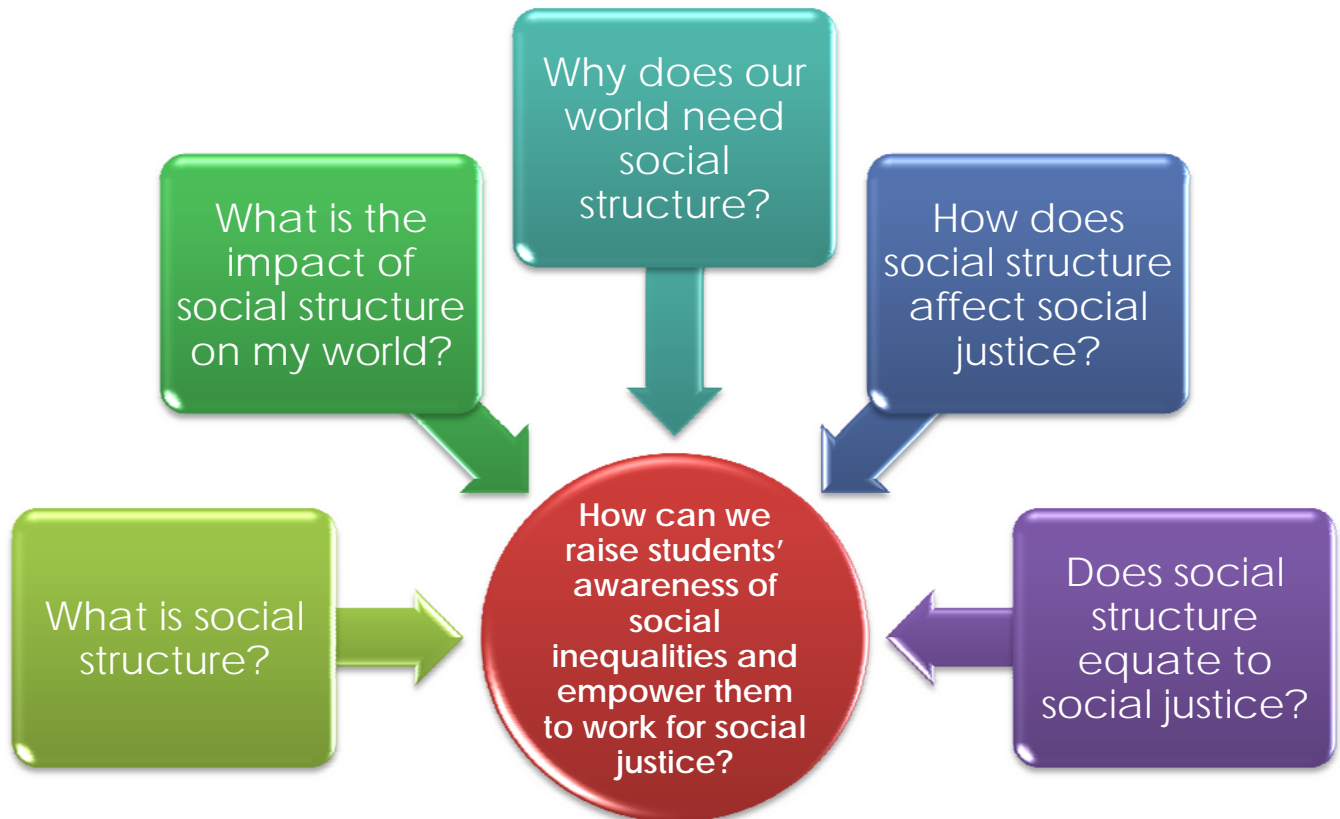 What is social
structure?
What is the
impact of
social structure
on my world?
Why does our
world need
social
structure?
How does
social structure
affect social
justice?
Does social
structure
equate to
social justice?
How can we
raise students’
awareness of
social
inequalities and
empower them
to work for social
justice?